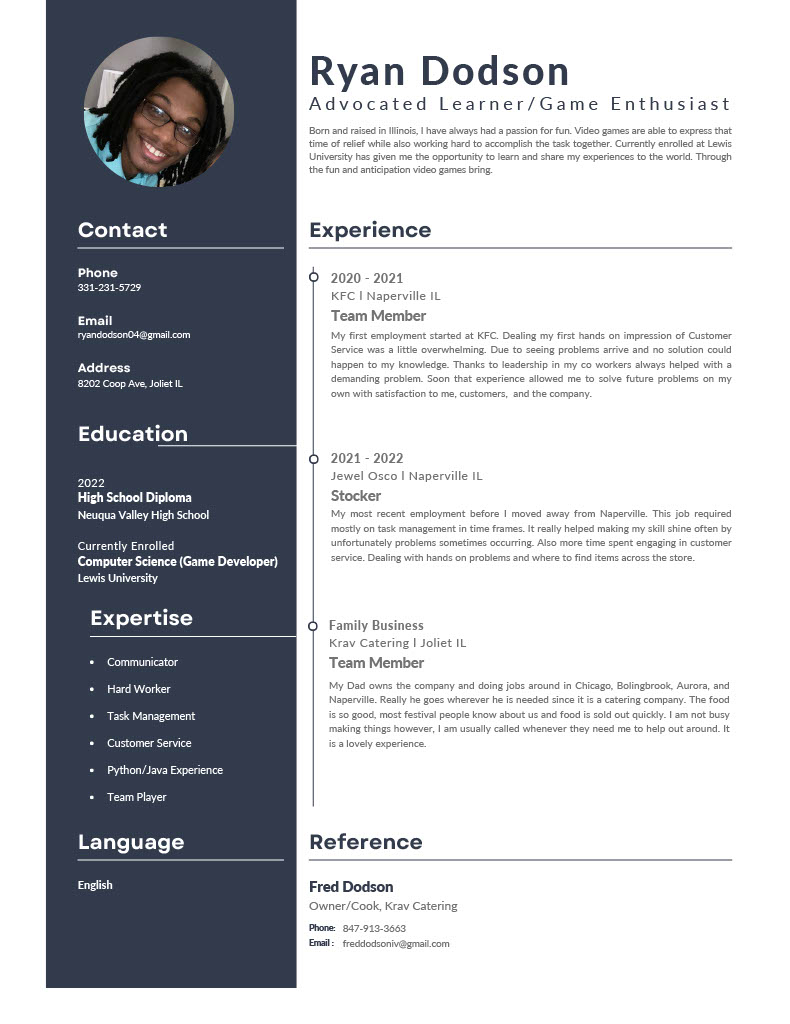 Ryan Dodson
Advocated Learner/Game Enthusiast
Born and raised in Illinois, I have always had a passion for fun. Video games are able to express that
time of relief while also working hard to accomplish the task together. Currently enrolled at Lewis
University has given me the opportunity to learn and share my experiences to the world. Through
the fun and anticipation video games bring.
Contact
Phone
331-231-5729
Email
ryandodson04@gmail.com
Address
8202 Coop Ave, Joliet IL
Education
2022
High School Diploma
Neuqua Valley High School
Currently Enrolled
Computer Science (Game Developer)
Lewis University
Expertise
• Communicator
• Hard Worker
• Task Management
• Customer Service
• Python/Java Experience
• Team Player
Language
English
Experience
2020 - 2021
KFC l Naperville IL
Team Member
My first employment started at KFC. Dealing my first hands on impression of Customer
Service was a little overwhelming. Due to seeing problems arrive and no solution could
happen to my knowledge. Thanks to leadership in my co workers always helped with a
demanding problem. Soon that experience allowed me to solve future problems on my
own with satisfaction to me, customers, and the company.
2021 - 2022
Jewel Osco l Naperville IL
Stocker
My most recent employment before I moved away from Naperville. This job required
mostly on task management in time frames. It really helped making my skill shine often by
unfortunately problems sometimes occurring. Also more time spent engaging in customer
service. Dealing with hands on problems and where to find items across the store.
Family Business
Krav Catering l Joliet IL
Team Member
My Dad owns the company and doing jobs around in Chicago, Bolingbrook, Aurora, and
Naperville. Really he goes wherever he is needed since it is a catering company. The food
is so good, most festival people know about us and food is sold out quickly. I am not busy
making things however, I am usually called whenever they need me to help out around. It
is a lovely experience.
Reference
Fred Dodson
Owner/Cook, Krav Catering
Phone: 847-913-3663
Email : freddodsoniv@gmail.com